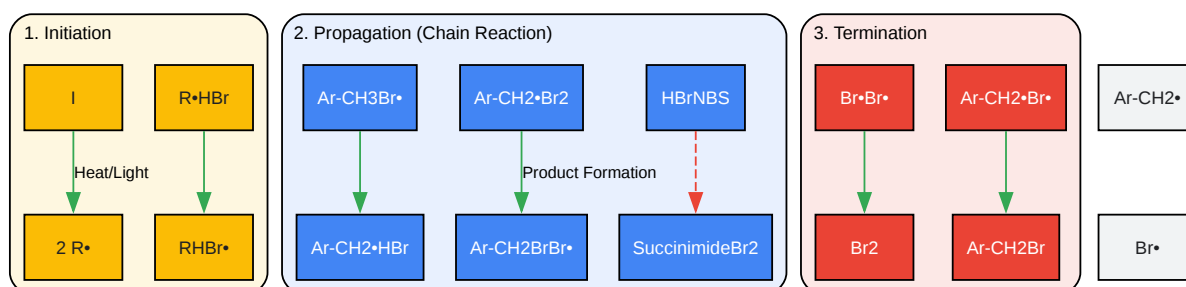 1. Initiation
2. Propagation (Chain Reaction)
3. Termination
I
R•HBr
Ar-CH3Br•
Ar-CH2•Br2
HBrNBS
Br•Br•
Ar-CH2•Br•
Ar-CH2•
Heat/Light
Product Formation
2 R•
RHBr•
Ar-CH2•HBr
Ar-CH2BrBr•
SuccinimideBr2
Br2
Ar-CH2Br
Br•